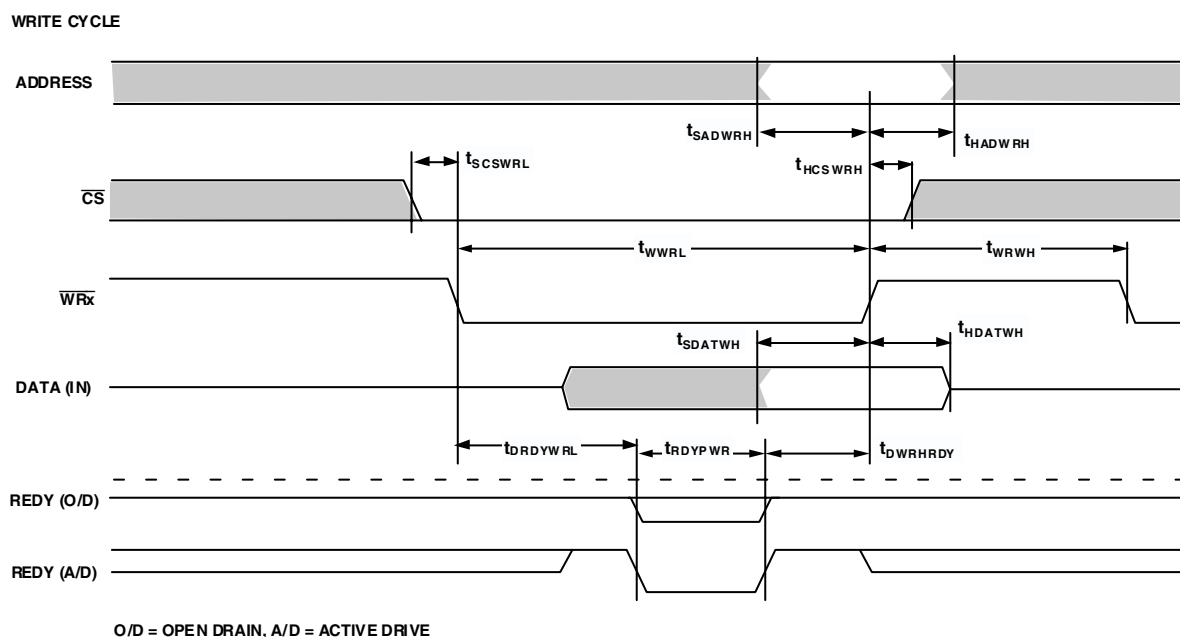 WRITE CYCLE
ADDRESS
tSADWRH
tHADWRH
tSCSWRL
tHCSWRH
CS
tWWRL
tWRWH
WRx
tSDATWH
tHDATWH
DATA (IN)
tDRDYWRL
tRDYPWR
tDWRHRDY
REDY (O/D)
REDY (A/D)
O/D = OPEN DRAIN, A/D = ACTIVE DRIVE